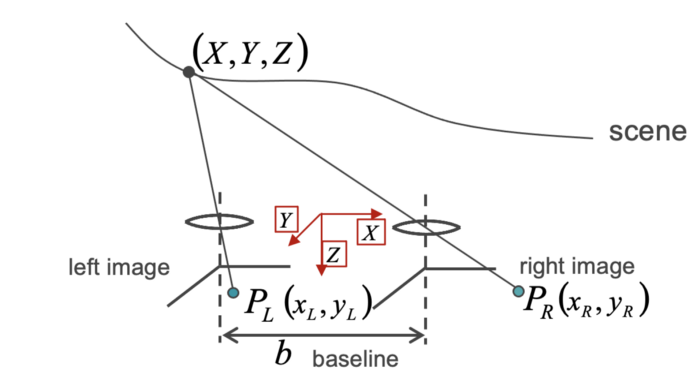 (X,Y,Z)
scene
Y
X
Z
left image
right image
P_L (x_L, y_L)
P_R (x_R, y_R)
b baseline